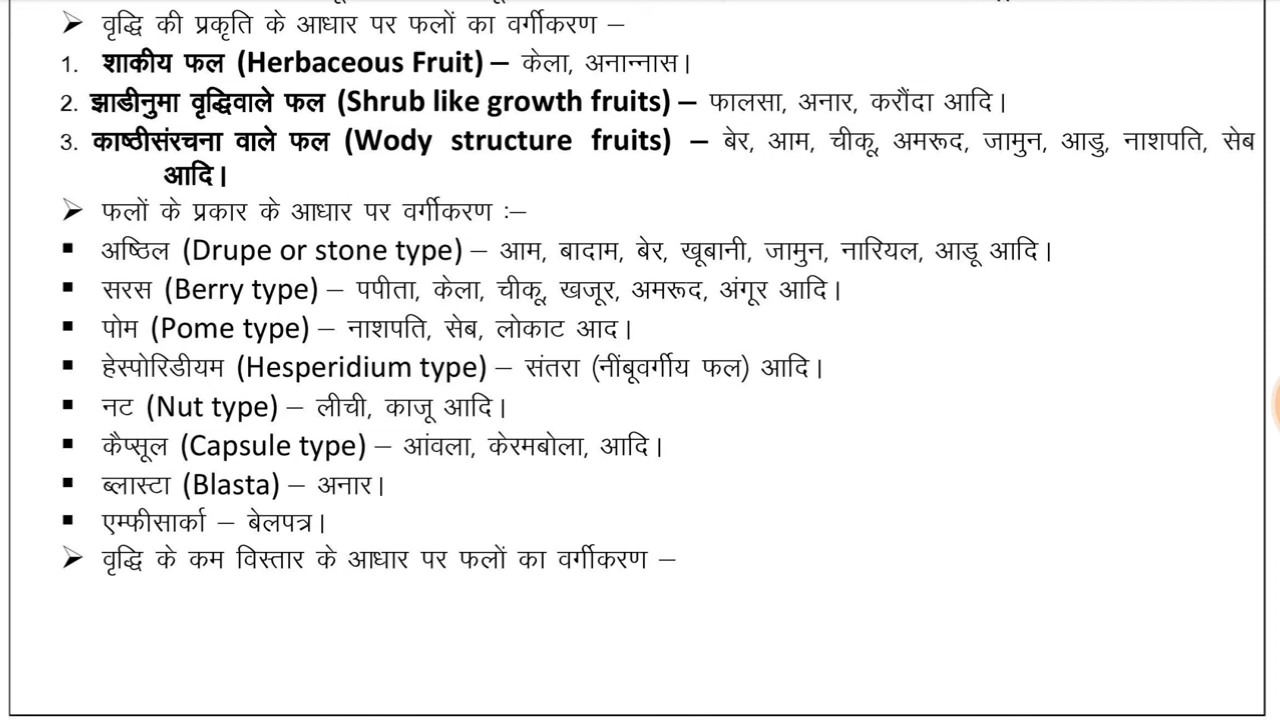 ➢ वृद्धि की प्रकृति के आधार पर फलों का वर्गीकरण –
1. शाकीय फल (Herbaceous Fruit) – केला, अनान्नास।
2. झाडीनुमा वृद्धिवाले फल (Shrub like growth fruits) – फालसा, अनार, करौंदा आदि।
3. काष्ठीसंरचना वाले फल (Wody structure fruits) – बेर, आम, चीकू, अमरूद, जामुन, आडु, नाशपति, सेब
आदि।
➢ फलों के प्रकार के आधार पर वर्गीकरण :–
▪ अष्ठिल (Drupe or stone type) – आम, बादाम, बेर, खूबानी, जामुन, नारियल, आडू आदि।
▪ सरस (Berry type) – पपीता, केला, चीकू, खजूर, अमरूद, अंगूर आदि।
▪ पोम (Pome type) – नाशपति, सेब, लोकाट आद।
▪ हेस्पोरिडीयम (Hesperidium type) – संतरा (नींबूवर्गीय फल) आदि।
▪ नट (Nut type) – लीची, काजू आदि।
▪ कैप्सूल (Capsule type) – आंवला, केरमबोला, आदि।
▪ ब्लास्टा (Blasta) – अनार।
▪ एम्फीसार्का – बेलपत्र।
➢ वृद्धि के कम विस्तार के आधार पर फलों का वर्गीकरण –